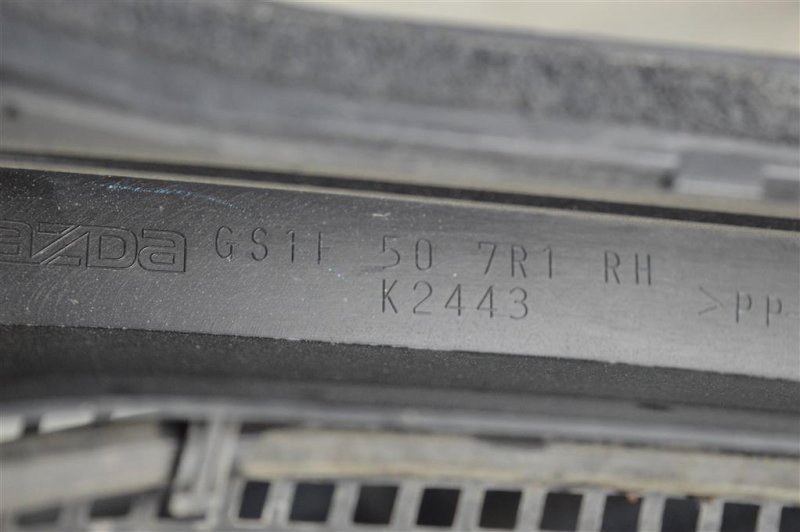 mazda GS1F 50 7R1 RH
K2443 >PP